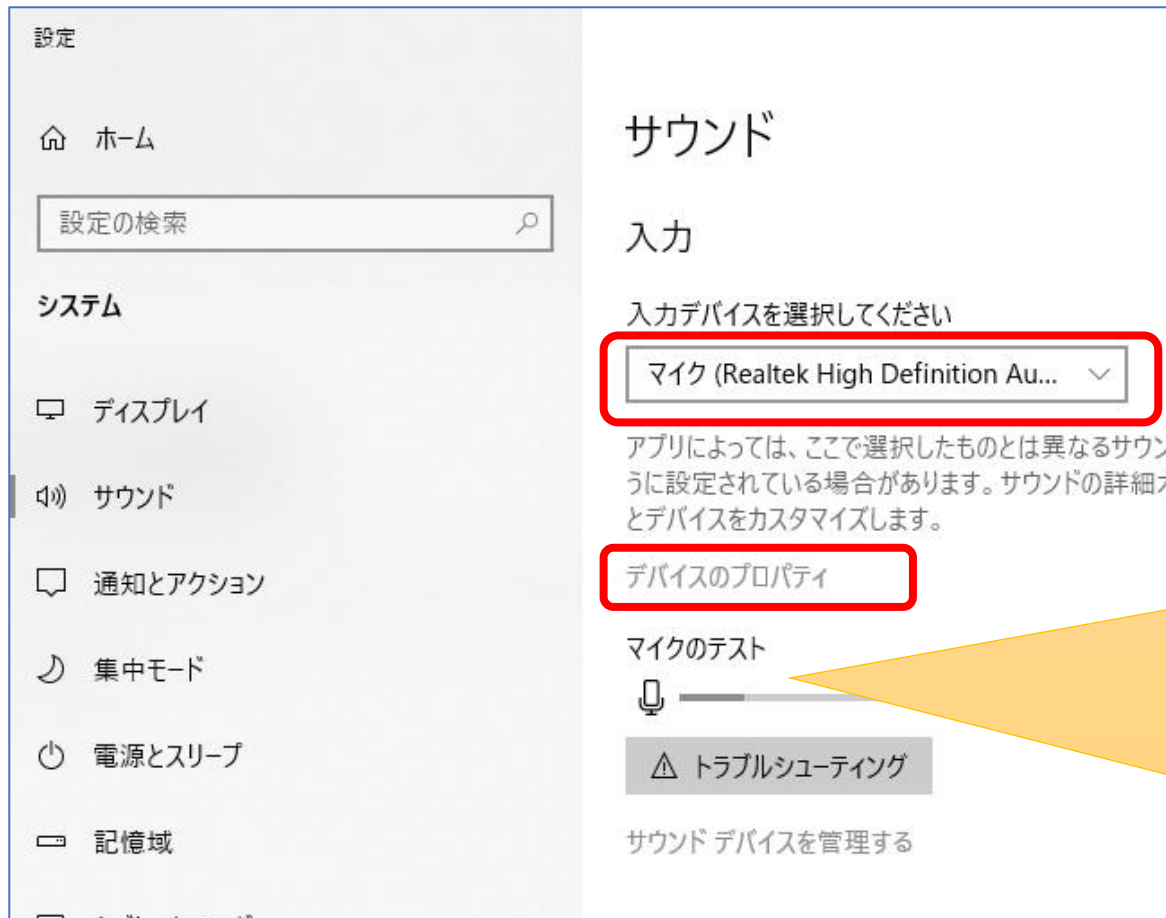 設定
ホーム
設定の検索
システム
ディスプレイ
サウンド
通知とアクション
集中モード
電源とスリープ
記憶域
サウンド
入力
入力デバイスを選択してください
マイク (Realtek High Definition Au...
アプリによっては、ここで選択したものとは異なるサウン
うに設定されている場合があります。サウンドの詳細
とデバイスをカスタマイズします。
デバイスのプロパティ
マイクのテスト
トラブルシューティング
サウンド デバイスを管理する